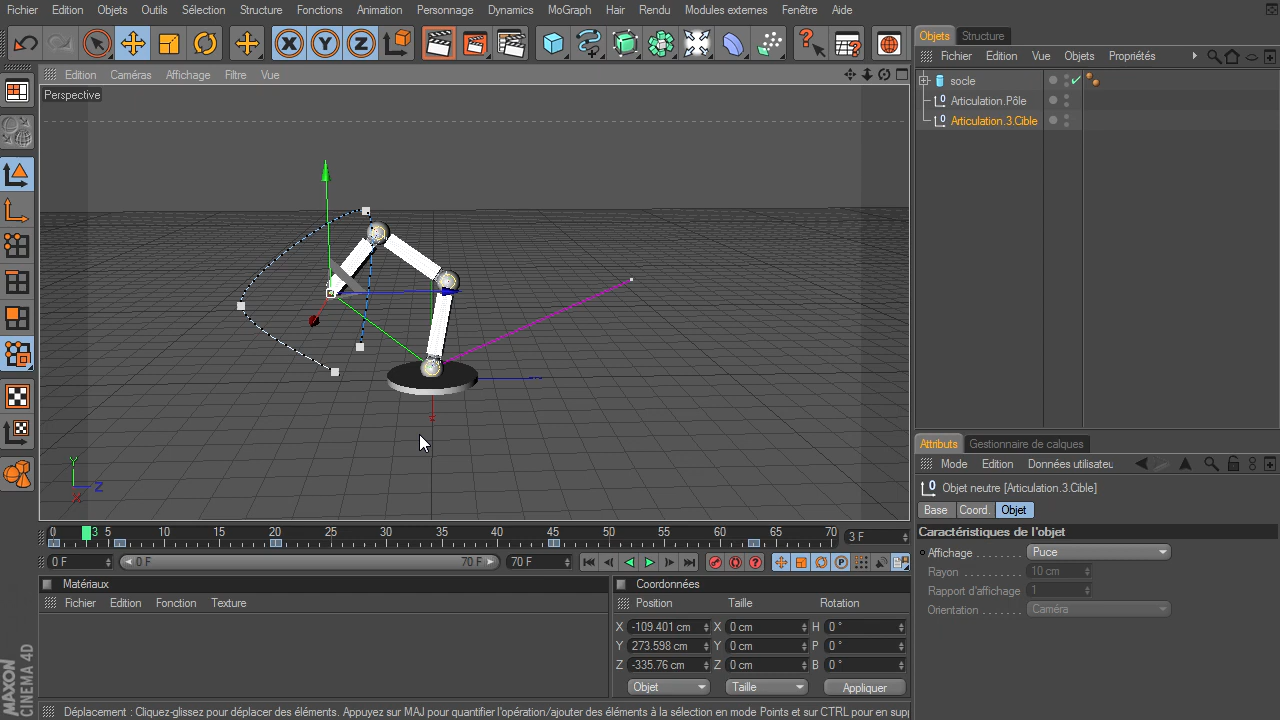 Fichier Edition Objets Outils Sélection Structure Fonctions Animation Personnage Dynamics MoGraph Hair Rendu Modules externes Fenêtre Aide
X Y Z
Objets Structure
Fichier Edition Vue Objets Propriétés
socle
Articulation.Pôle
Articulation.3.Cible
Edition Caméras Affichage Filtre Vue
Perspective
Y
Z
X
Attributs Gestionnaire de calques
Mode Edition Données utilisateu
Objet neutre [Articulation.3.Cible]
Base Coord. Objet
Caractéristiques de l'objet
Affichage Puce
Rayon 10 cm
Rapport d'affichage 1
Orientation Caméra
0 3 5 10 15 20 25 30 35 40 45 50 55 60 65 70 3 F
0 F 0 F 70 F 70 F
Matériaux
Fichier Edition Fonction Texture
Coordonnées
Position Taille Rotation
X -109.401 cm X 0 cm H 0 °
Y 273.598 cm Y 0 cm P 0 °
Z -335.76 cm Z 0 cm B 0 °
Objet Taille Appliquer
MAXON
CINEMA 4D
Déplacement : Cliquez-glissez pour déplacer des éléments. Appuyez sur MAJ pour quantifier l'opération/ajouter des éléments à la sélection en mode Points et sur CTRL pour en supp